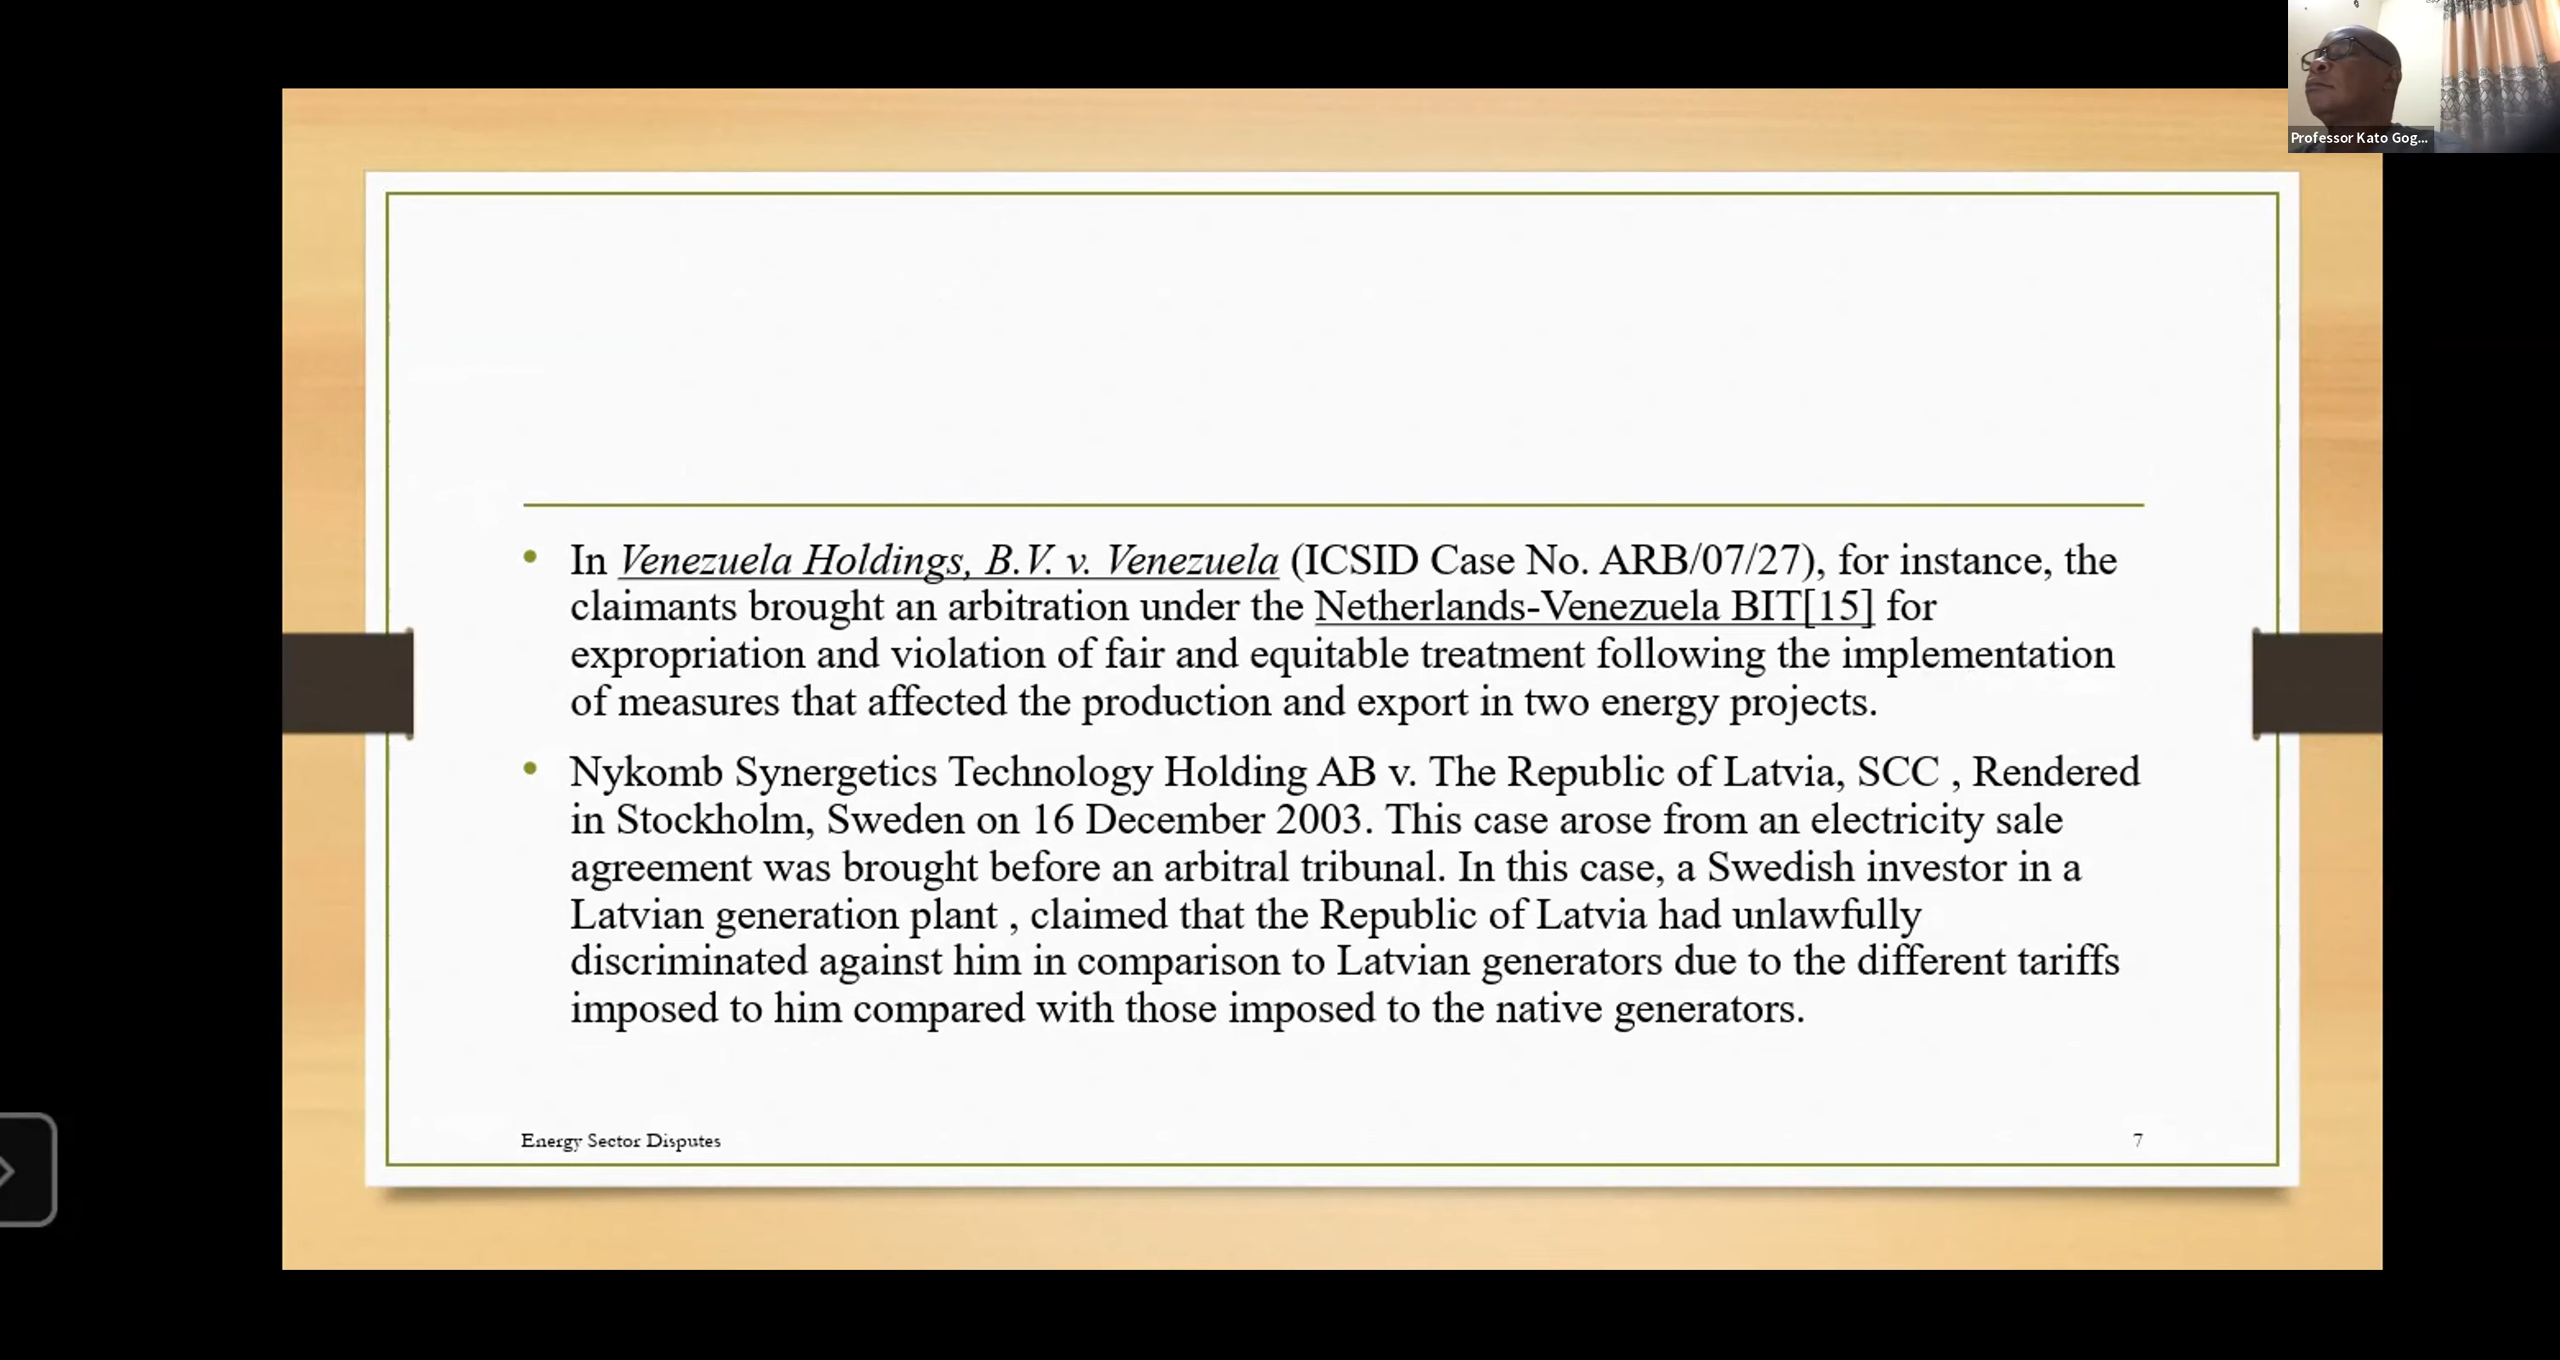 Professor Kato Gog...
• In Venezuela Holdings, B.V. v. Venezuela (ICSID Case No. ARB/07/27), for instance, the
claimants brought an arbitration under the Netherlands-Venezuela BIT[15] for
expropriation and violation of fair and equitable treatment following the implementation
of measures that affected the production and export in two energy projects.
• Nykomb Synergetics Technology Holding AB v. The Republic of Latvia, SCC , Rendered
in Stockholm, Sweden on 16 December 2003. This case arose from an electricity sale
agreement was brought before an arbitral tribunal. In this case, a Swedish investor in a
Latvian generation plant , claimed that the Republic of Latvia had unlawfully
discriminated against him in comparison to Latvian generators due to the different tariffs
imposed to him compared with those imposed to the native generators.
Energy Sector Disputes
7